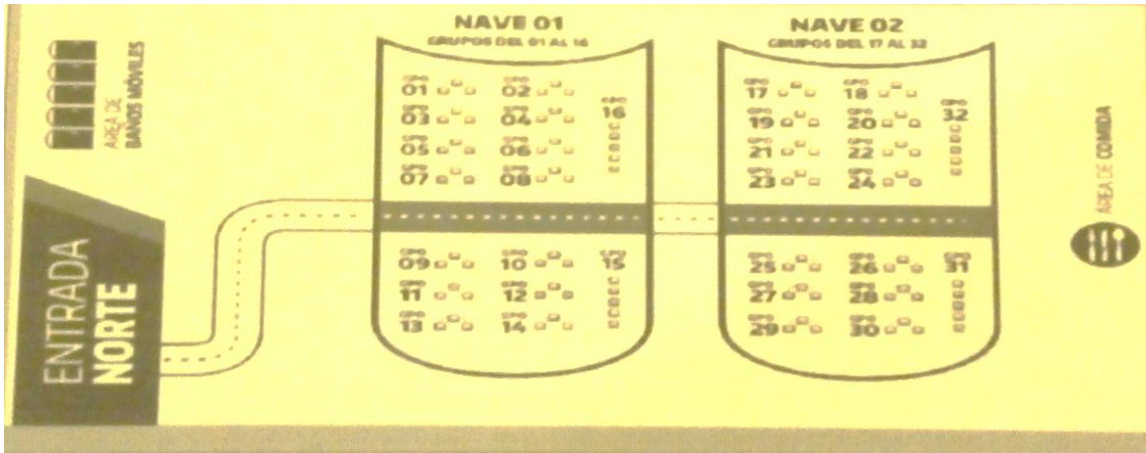 NAVE 01
GRUPOS DEL 01 AL 16
01 02
03 04 16
05 06
07 08
09 10 15
11 12
13 14
NAVE 02
GRUPOS DEL 17 AL 32
17 18
19 20 32
21 22
23 24
25 26 31
27 28
29 30
ÁREA DE
BAÑOS MÓVILES
ENTRADA
NORTE
ÁREA DE COMIDA